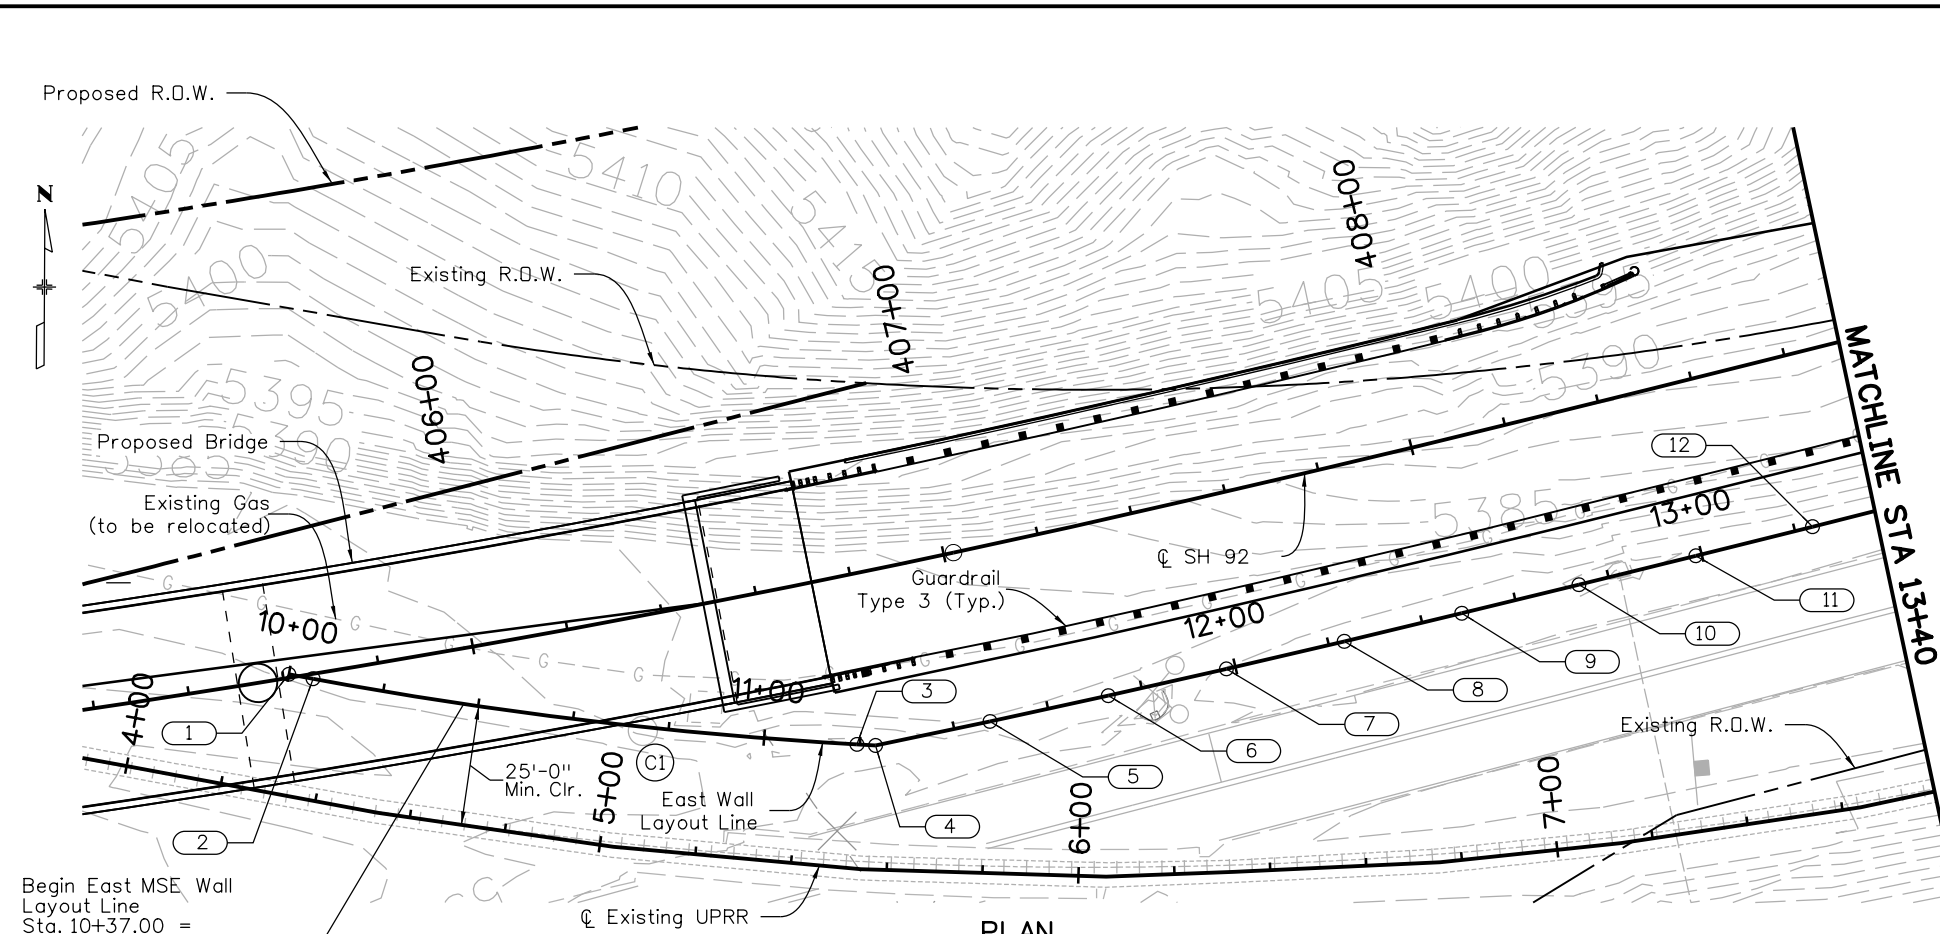 Proposed R.O.W.
N
5405
5410
5415
408+00
5400
Existing R.O.W.
407+00
5405
5400
5395
406+00
5395
5390
5385
5390
MATCHLINE STA 13+40
Proposed Bridge
12
Existing Gas
(to be relocated)
5385
13+00
℄ SH 92
Guardrail
Type 3 (Typ.)
G
G
G
G
G
G
G
G
G
G
G
10+00
12+00
11
10
9
8
7
6
5
11+00
3
4+00
1
C1
25'-0"
Min. Clr.
5+00
East Wall
Layout Line
4
2
6+00
7+00
Existing R.O.W.
Begin East MSE Wall
Layout Line
Sta. 10+37.00 =
℄ Existing UPRR
PLAN